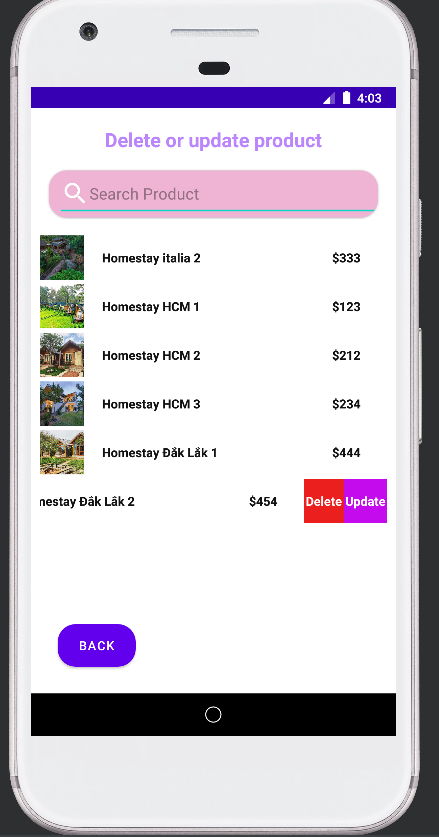 4:03
Delete or update product
Search Product
Homestay italia 2 $333
Homestay HCM 1 $123
Homestay HCM 2 $212
Homestay HCM 3 $234
Homestay Đắk Lắk 1 $444
mestay Đắk Lắk 2 $454 Delete Update
BACK